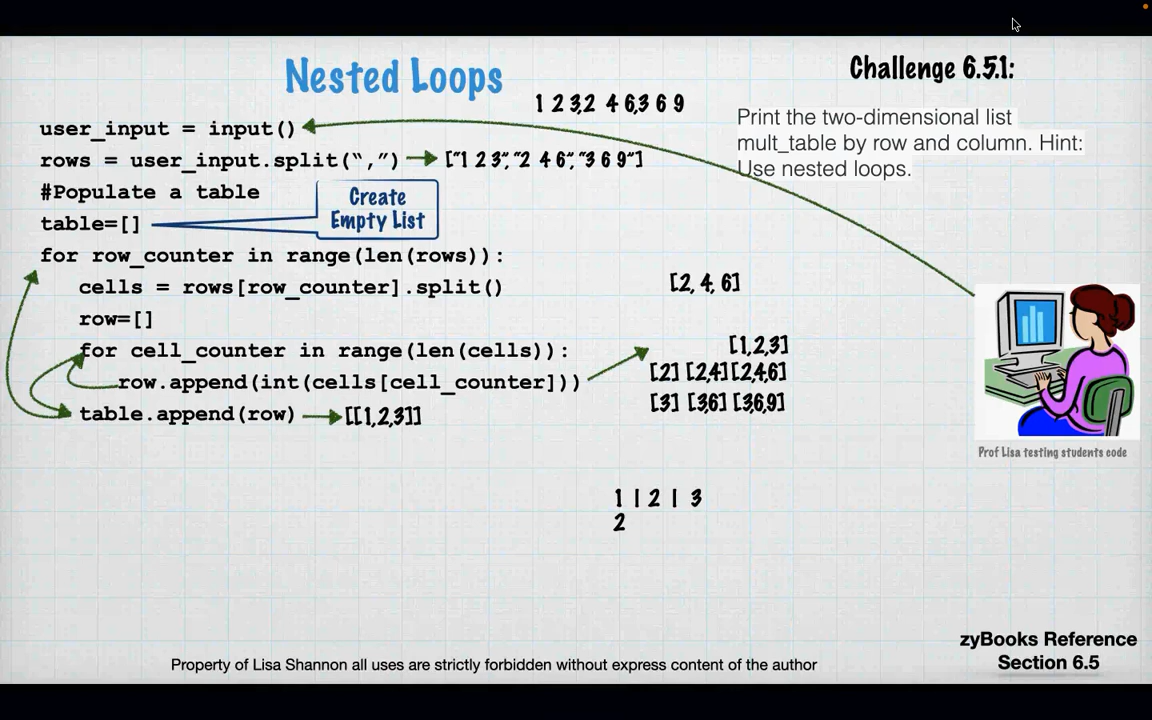 Nested Loops
Challenge 6.5.1:
1 2 3,2 4 6,3 6 9
Print the two-dimensional list
mult_table by row and column. Hint:
Use nested loops.
user_input = input()
rows = user_input.split(“,”)
["1 2 3","2 4 6","3 6 9"]
#Populate a table
Create
Empty List
table=[]
for row_counter in range(len(rows)):
cells = rows[row_counter].split()
[2, 4, 6]
row=[]
for cell_counter in range(len(cells)):
[1,2,3]
row.append(int(cells[cell_counter]))
[2] [2,4] [2,4,6]
[3] [3,6] [3,6,9]
table.append(row)
[[1,2,3]]
Prof Lisa testing students code
1 | 2 | 3
2
zyBooks Reference
Section 6.5
Property of Lisa Shannon all uses are strictly forbidden without express content of the author